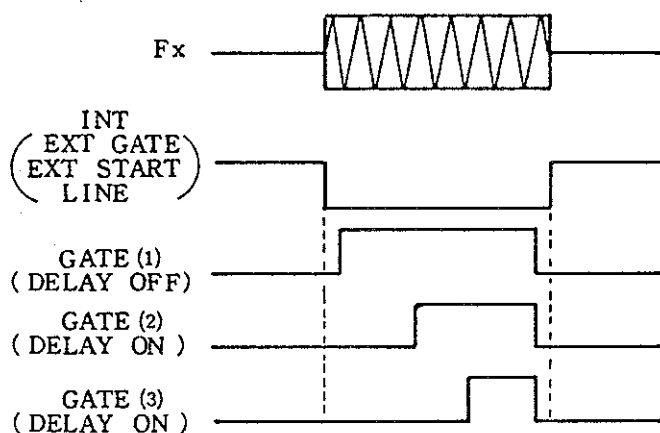 Fx
INT
EXT GATE
EXT START
LINE
GATE (1)
( DELAY OFF)
GATE (2)
( DELAY ON )
GATE (3)
( DELAY ON )